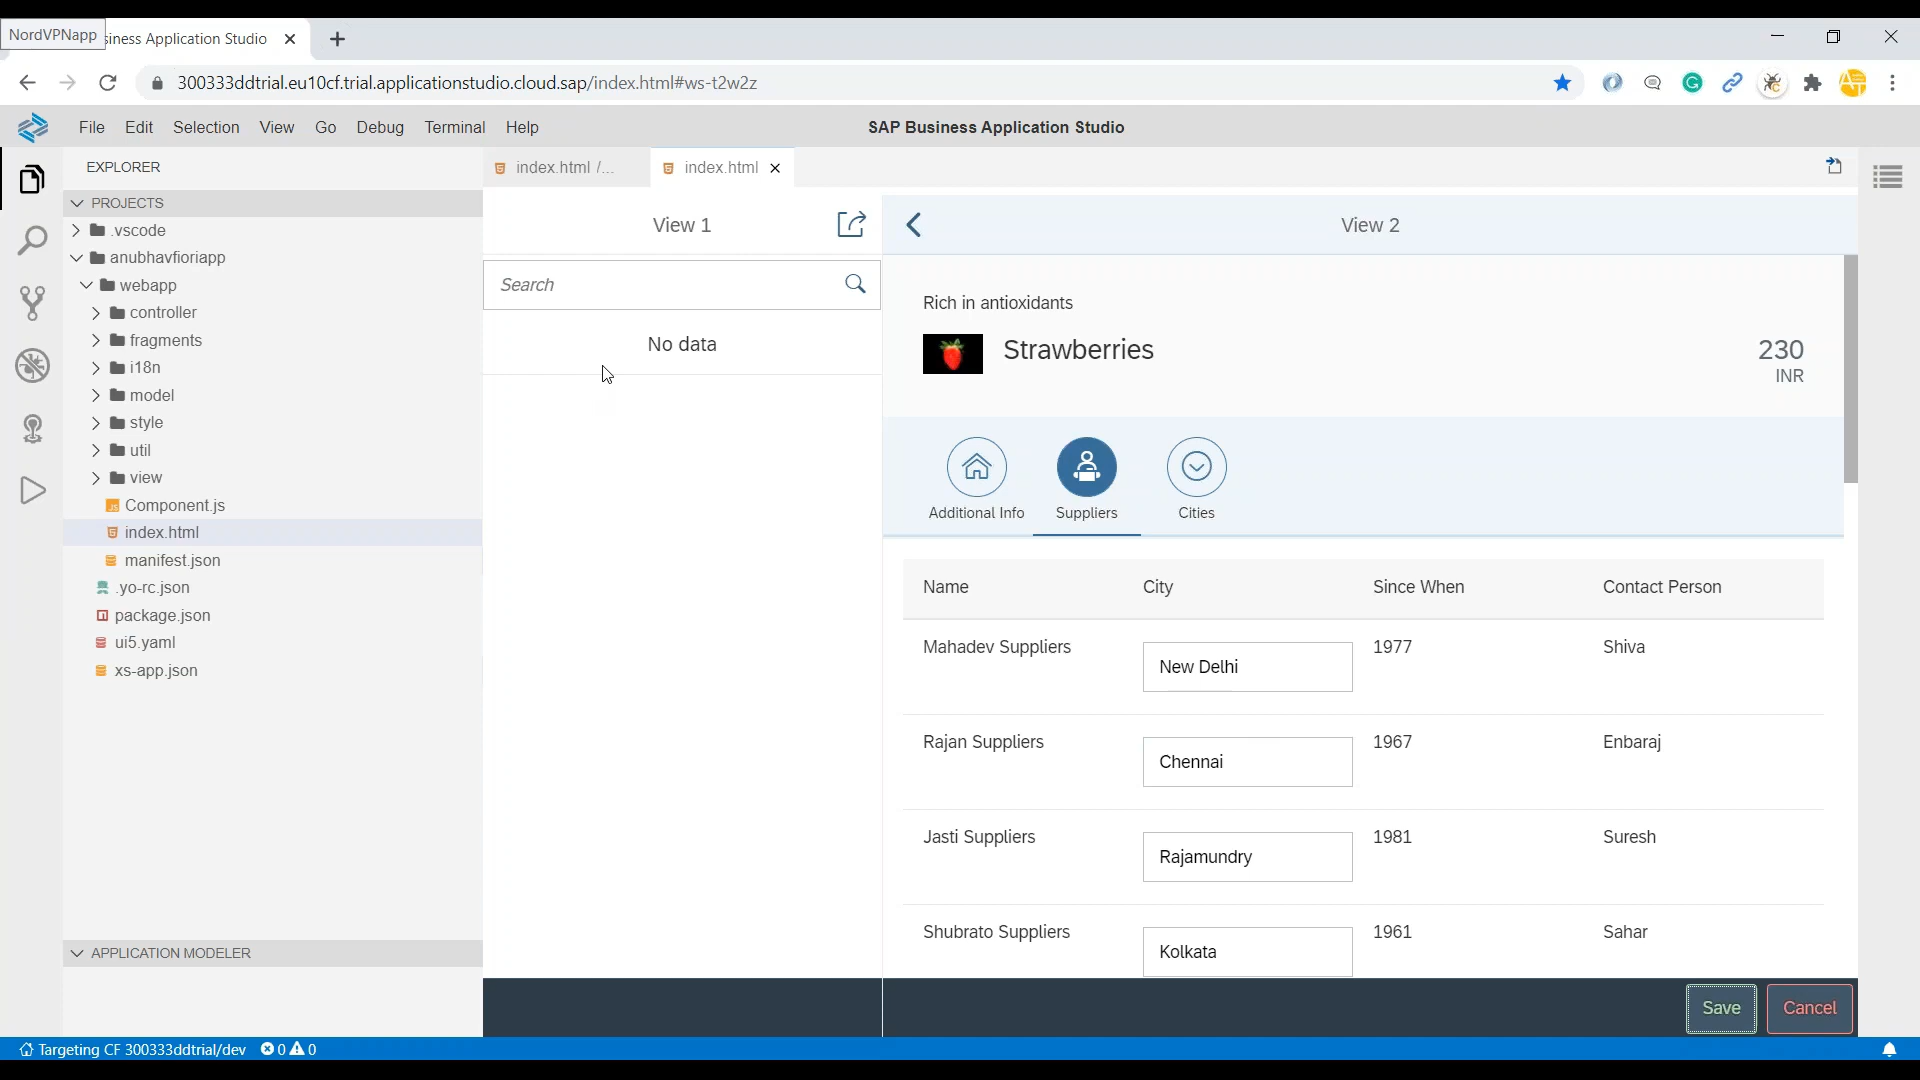 NordVPNapp
siness Application Studio
300333ddtrial.eu10cf.trial.applicationstudio.cloud.sap/index.html#ws-t2w2z
File Edit Selection View Go Debug Terminal Help
SAP Business Application Studio
EXPLORER
PROJECTS
.vscode
anubhavfioriapp
webapp
controller
fragments
i18n
model
style
util
view
Component.js
index.html
manifest.json
.yo-rc.json
package.json
ui5.yaml
xs-app.json
APPLICATION MODELER
index.html /...
index.html
View 1
Search
No data
View 2
Rich in antioxidants
Strawberries
230
INR
Additional Info Suppliers Cities
Name City Since When Contact Person
Mahadev Suppliers New Delhi 1977 Shiva
Rajan Suppliers Chennai 1967 Enbaraj
Jasti Suppliers Rajamundry 1981 Suresh
Shubrato Suppliers Kolkata 1961 Sahar
Save Cancel
Targeting CF 300333ddtrial/dev 0 0